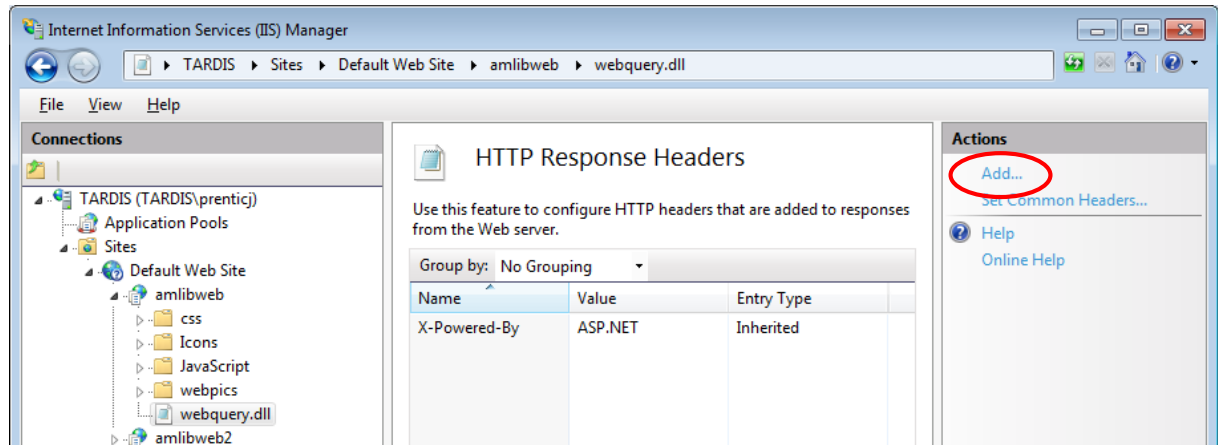 Internet Information Services (IIS) Manager
TARDIS Sites Default Web Site amlibweb webquery.dll
File View Help
Connections
TARDIS (TARDIS\prenticj)
Application Pools
Sites
Default Web Site
amlibweb
css
Icons
JavaScript
webpics
webquery.dll
amlibweb2
HTTP Response Headers
Use this feature to configure HTTP headers that are added to responses
from the Web server.
Group by: No Grouping
Name Value Entry Type
X-Powered-By ASP.NET Inherited
Actions
Add...
Set Common Headers...
Help
Online Help